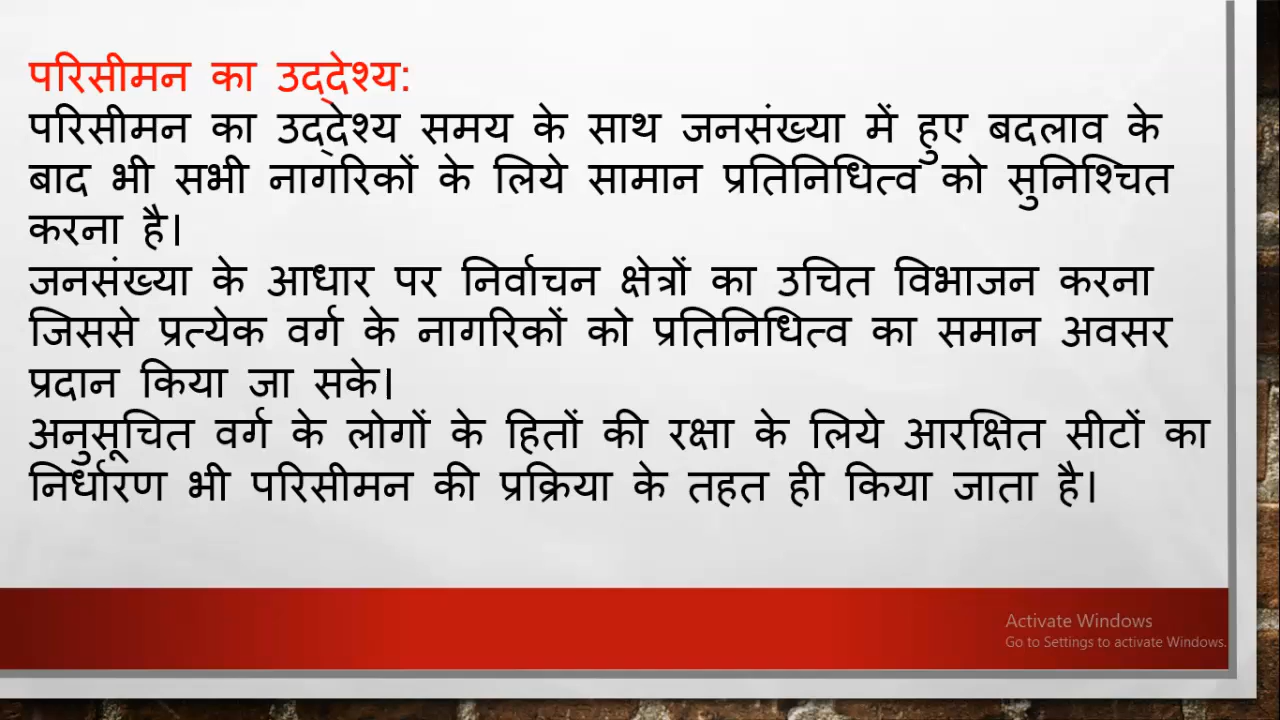 परिसीमन का उद्देश्य:
परिसीमन का उद्देश्य समय के साथ जनसंख्या में हुए बदलाव के
बाद भी सभी नागरिकों के लिये सामान प्रतिनिधित्व को सुनिश्चित
करना है।
जनसंख्या के आधार पर निर्वाचन क्षेत्रों का उचित विभाजन करना
जिससे प्रत्येक वर्ग के नागरिकों को प्रतिनिधित्व का समान अवसर
प्रदान किया जा सके।
अनुसूचित वर्ग के लोगों के हितों की रक्षा के लिये आरक्षित सीटों का
निर्धारण भी परिसीमन की प्रक्रिया के तहत ही किया जाता है।
Activate Windows
Go to Settings to activate Windows.